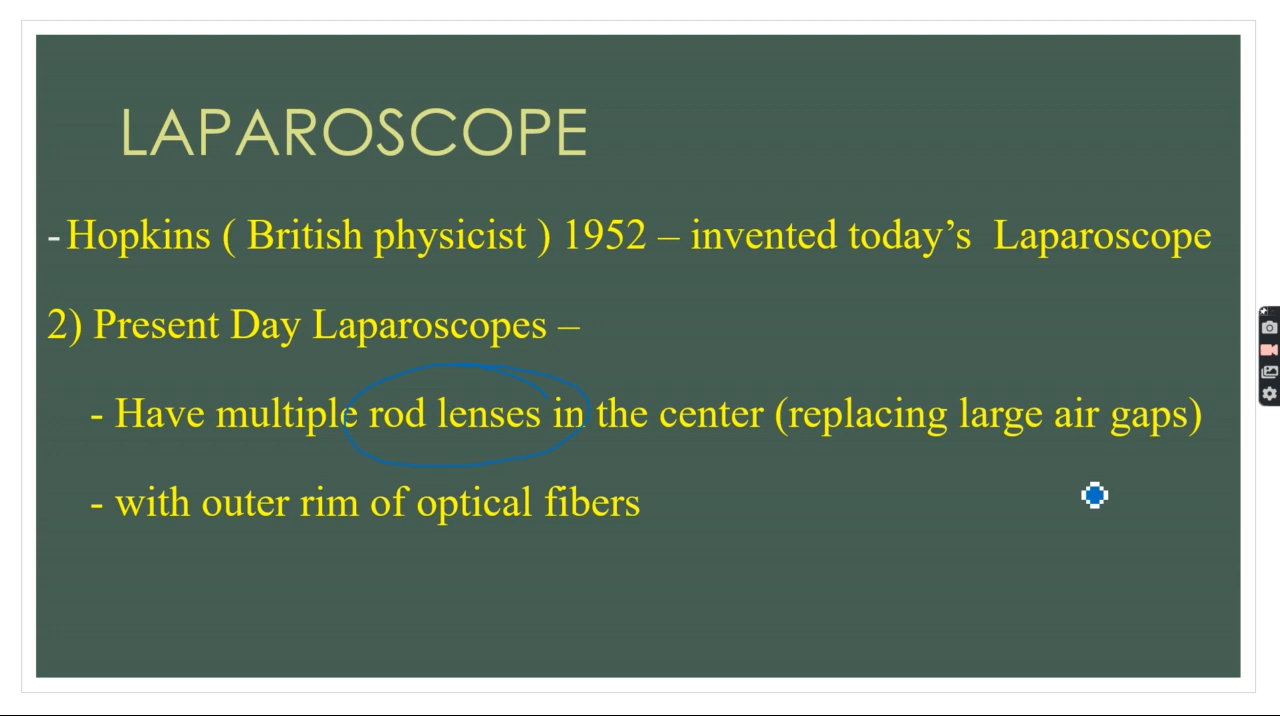 LAPAROSCOPE
- Hopkins ( British physicist ) 1952 – invented today’s Laparoscope
2) Present Day Laparoscopes –
- Have multiple rod lenses in the center (replacing large air gaps)
- with outer rim of optical fibers